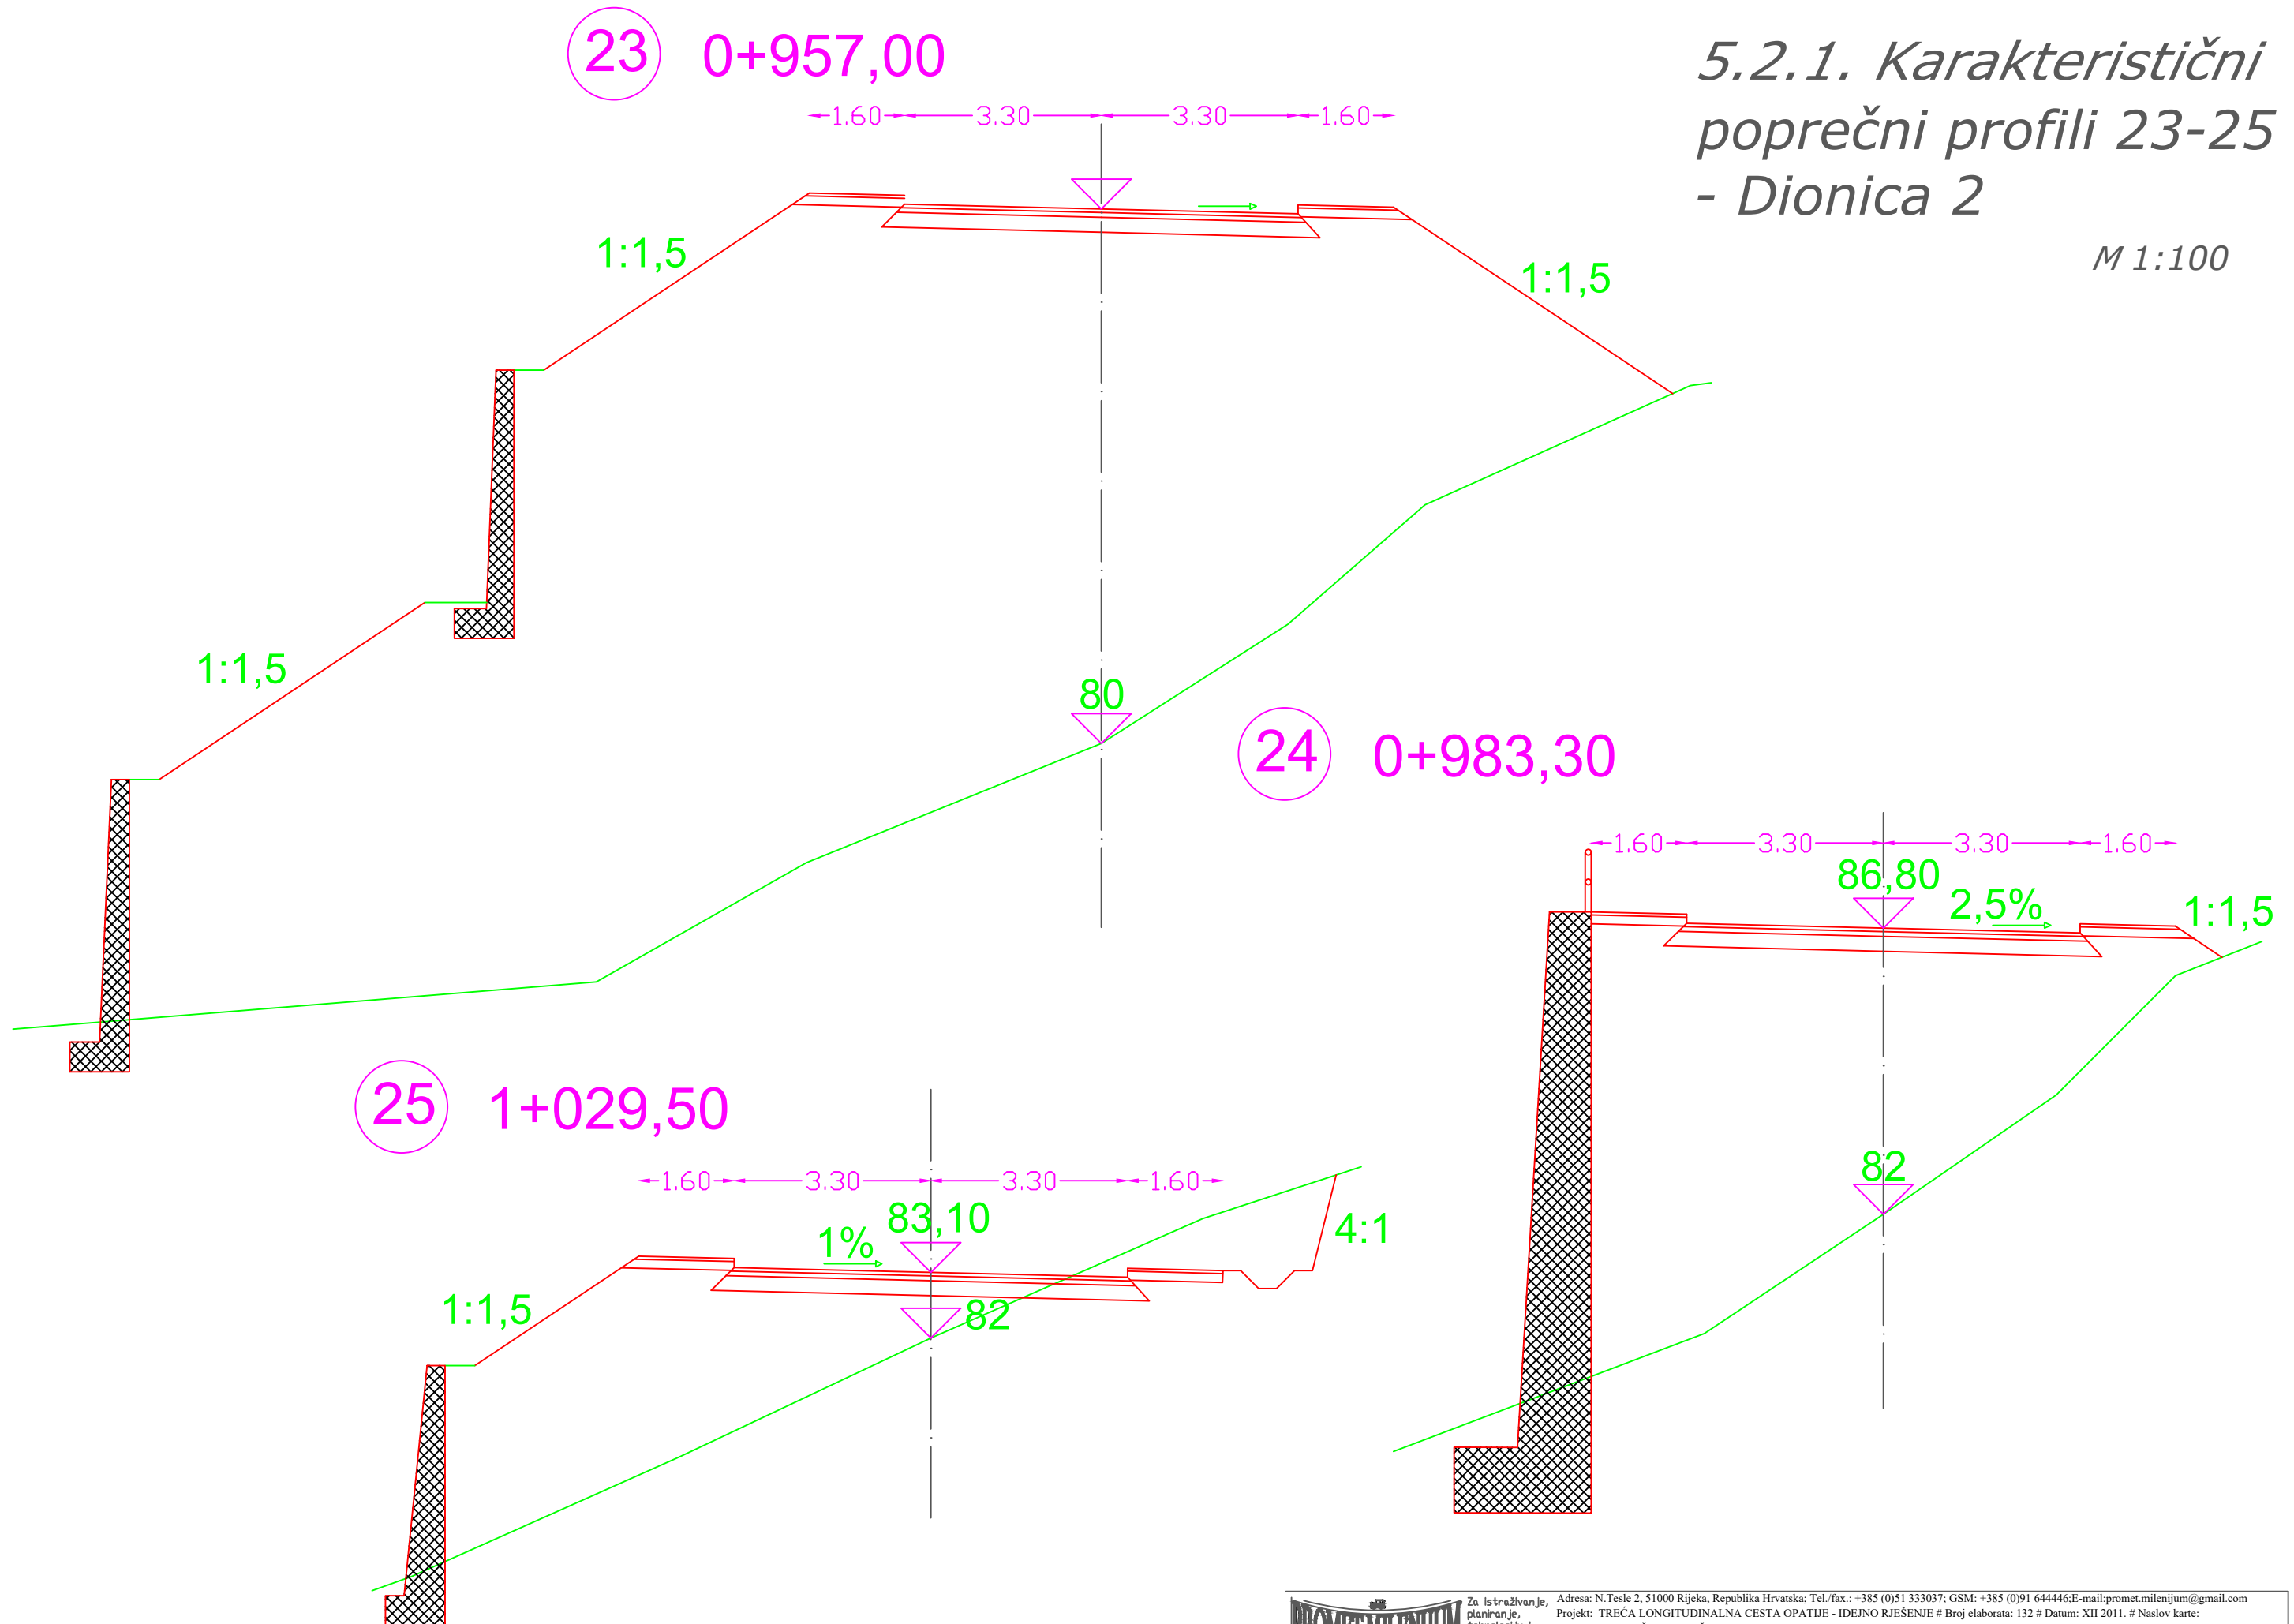 23 0+957,00
5.2.1. Karakteristični
poprečni profili 23-25
- Dionica 2
M 1:100
1.60 3.30 3.30 1.60
1:1,5
1:1,5
1:1,5
80
24 0+983,30
1.60 3.30 3.30 1.60
86,80
2,5%
1:1,5
82
25 1+029,50
1.60 3.30 3.30 1.60
83,10
1%
4:1
1:1,5
82
PROMET MILENIJUM
Za istraživanje,
planiranje,
Adresa: N.Tesle 2, 51000 Rijeka, Republika Hrvatska; Tel./fax.: +385 (0)51 333037; GSM: +385 (0)91 644446;E-mail:promet.milenijum@gmail.com
Projekt: TREĆA LONGITUDINALNA CESTA OPATIJE - IDEJNO RJEŠENJE # Broj elaborata: 132 # Datum: XII 2011. # Naslov karte: